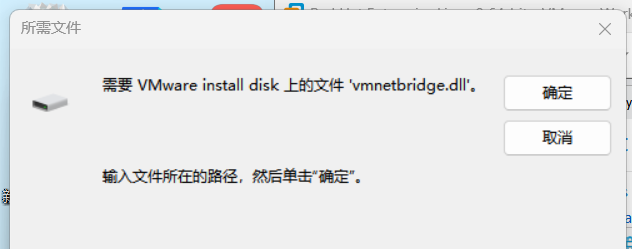 所需文件
需要 VMware install disk 上的文件 'vmnetbridge.dll'。
确定
取消
输入文件所在的路径，然后单击“确定”。